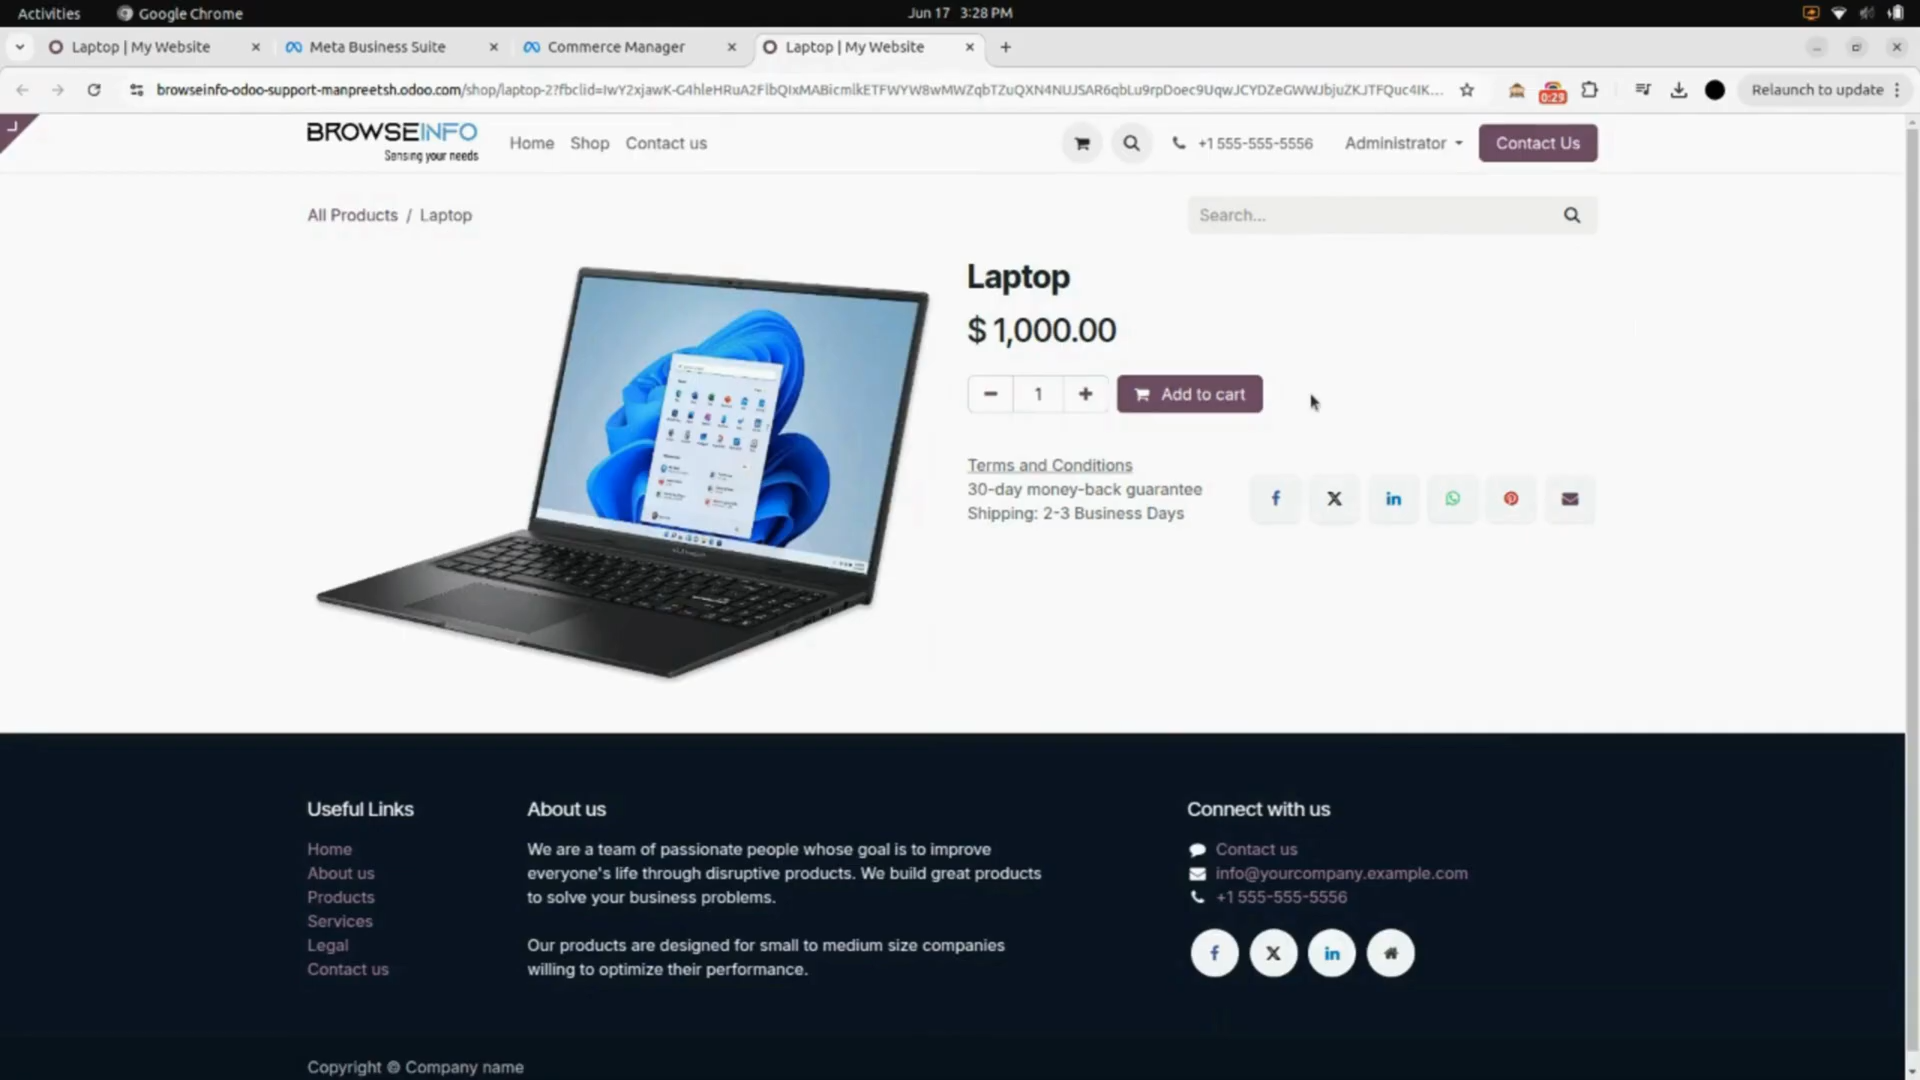 Activities
Google Chrome
Jun 17 3:28 PM
Laptop | My Website
Meta Business Suite
Commerce Manager
Laptop | My Website
browseinfo-odoo-support-manpreetsh.odoo.com/shop/laptop-2?fbclid=IwY2xjawK-G4hleHRuA2FlbQIxMABicmlkETFWYW8wMWZqbTZuQXN4NUJSAR6qbLu9rpDoec9UqwJCYDZeGWWJbjuZKJTFQuc4IK...
0:29
Relaunch to update
BROWSEINFO
Sensing your needs
Home
Shop
Contact us
+1 555-555-5556
Administrator
Contact Us
All Products / Laptop
Search...
Laptop
$ 1,000.00
1
Add to cart
Terms and Conditions
30-day money-back guarantee
Shipping: 2-3 Business Days
Useful Links
Home
About us
Products
Services
Legal
Contact us
About us
We are a team of passionate people whose goal is to improve
everyone's life through disruptive products. We build great products
to solve your business problems.
Our products are designed for small to medium size companies
willing to optimize their performance.
Connect with us
Contact us
info@yourcompany.example.com
+1 555-555-5556
Copyright © Company name